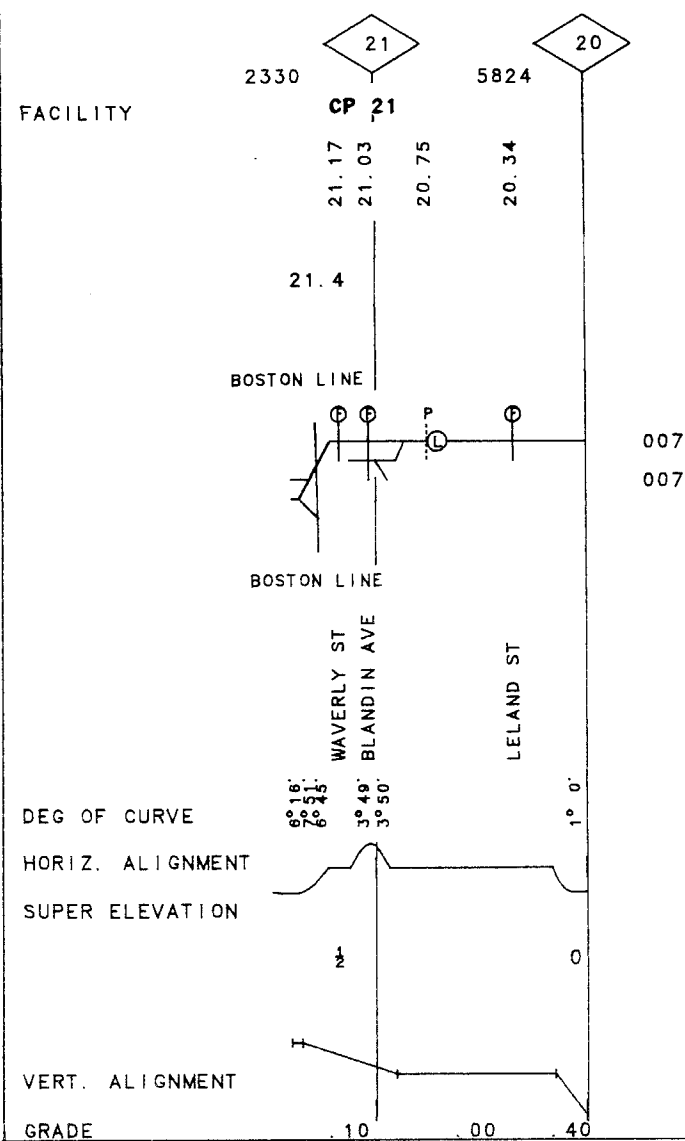 21 20
2330 5824
FACILITY CP 21
21.17
21.03
20.75
20.34
21.4
BOSTON LINE
F F P F
L
007
007
BOSTON LINE
WAVERLY ST
BLANDIN AVE
LELAND ST
DEG OF CURVE
6°16'
7°51'
6°45'
3°49'
3°50'
1° 0'
HORIZ. ALIGNMENT
SUPER ELEVATION
½ 0
VERT. ALIGNMENT
GRADE .10 .00 .40